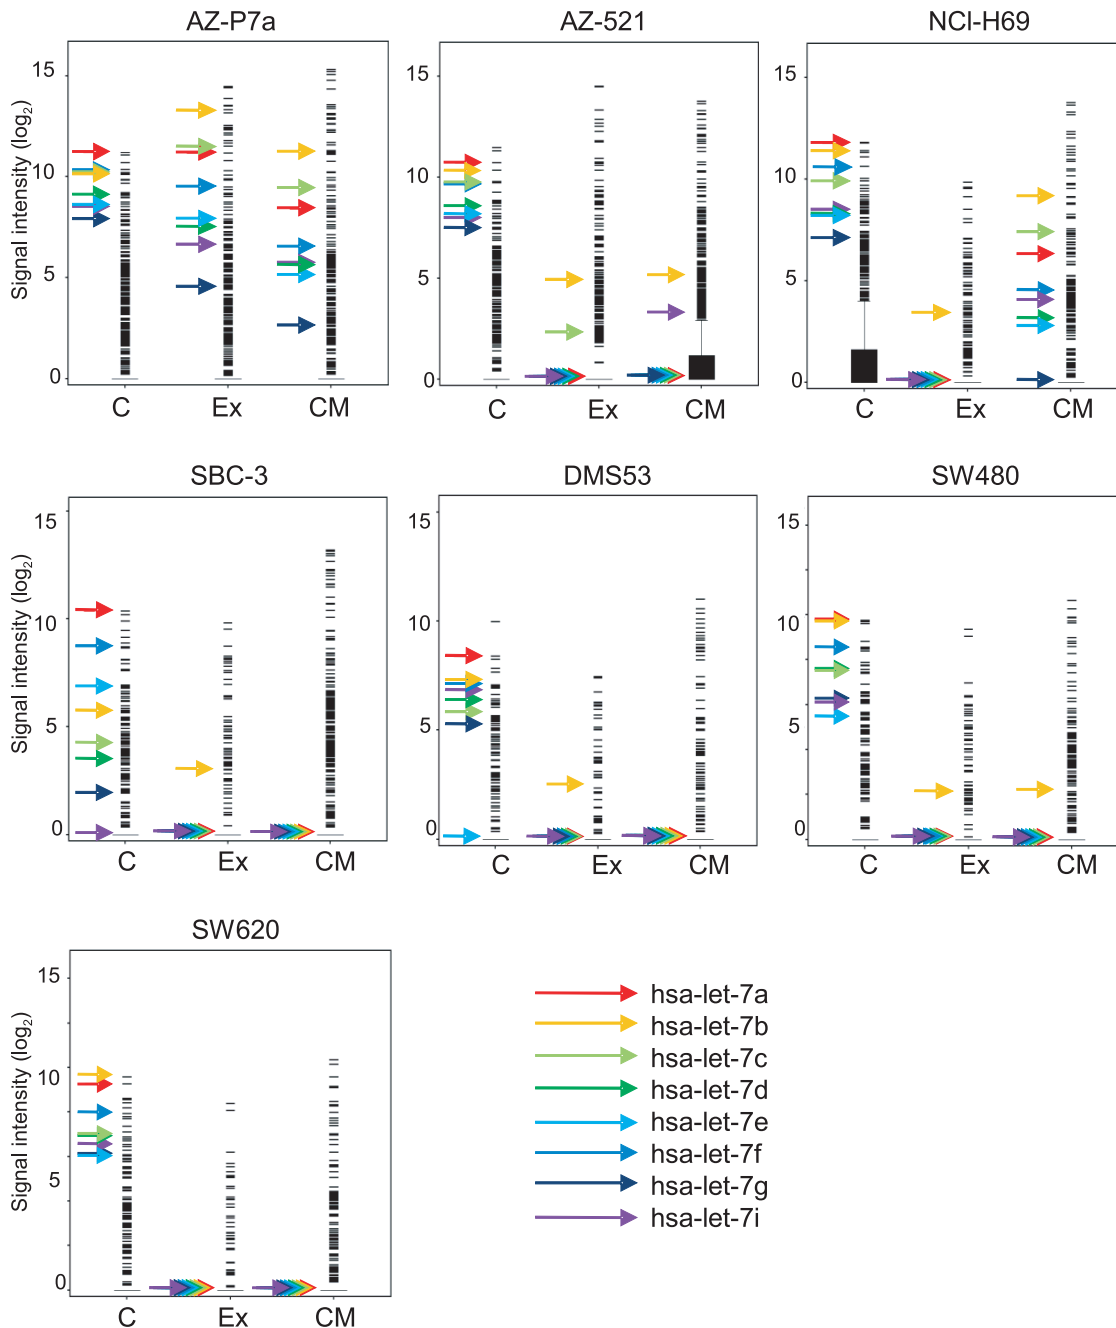 AZ-P7a
AZ-521
NCI-H69
Signal intensity (log2)
15
10
5
0
C
Ex
CM
15
10
5
0
C
Ex
CM
15
10
5
0
C
Ex
CM
SBC-3
DMS53
SW480
Signal intensity (log2)
15
10
5
0
C
Ex
CM
15
10
5
0
C
Ex
CM
15
10
5
0
C
Ex
CM
SW620
Signal intensity (log2)
15
10
5
0
C
Ex
CM
hsa-let-7a
hsa-let-7b
hsa-let-7c
hsa-let-7d
hsa-let-7e
hsa-let-7f
hsa-let-7g
hsa-let-7i